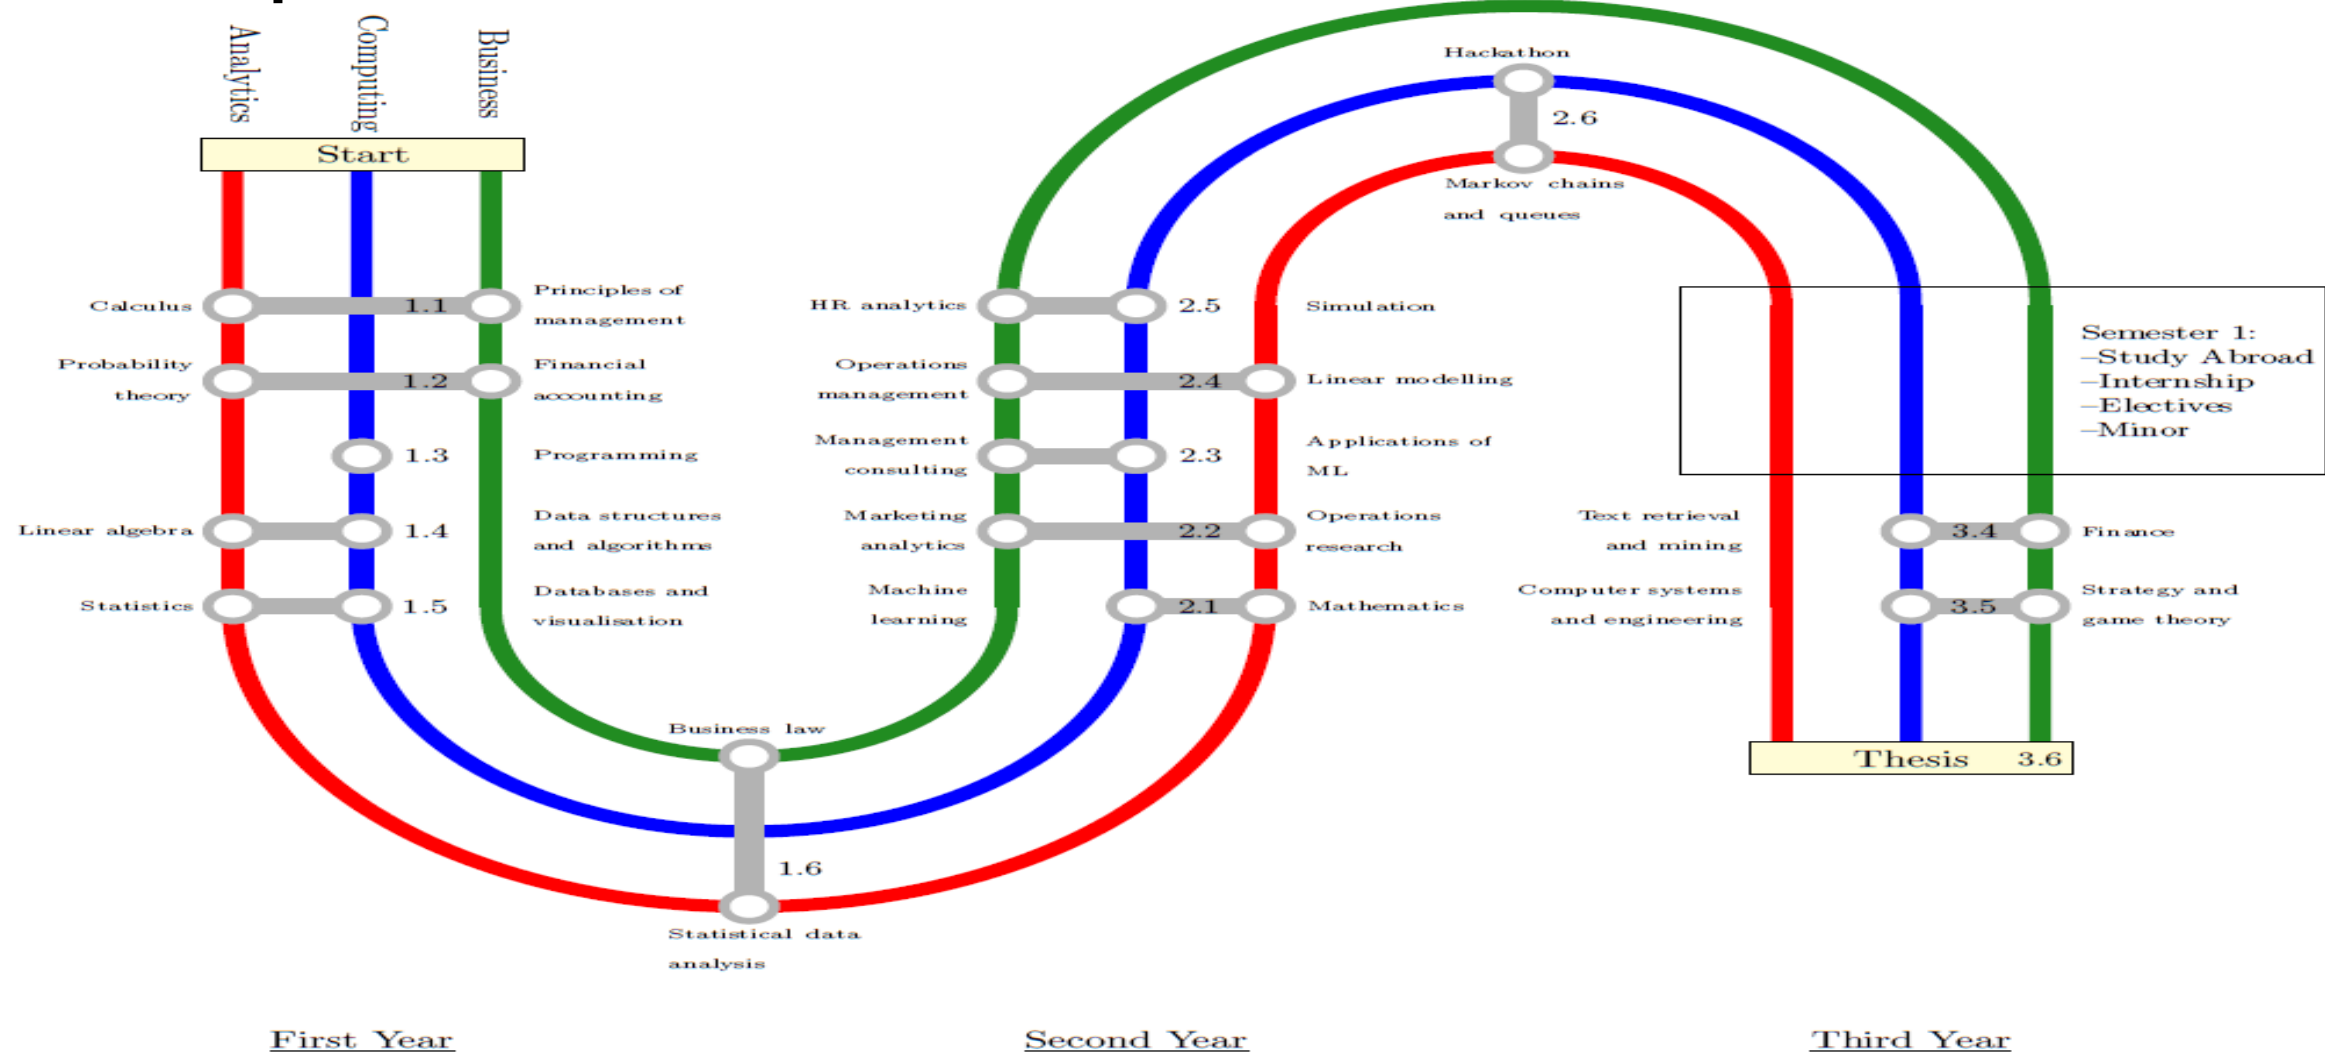 Analytics
Computing
Business
Start
Calculus
1.1
Principles of
management
Probability
theory
1.2
Financial
accounting
1.3
Programming
Linear algebra
1.4
Data structures
and algorithms
Statistics
1.5
Databases and
visualisation
Business law
1.6
Statistical data
analysis
HR analytics
2.5
Simulation
Operations
management
2.4
Linear modelling
Management
consulting
2.3
Applications of
ML
Marketing
analytics
2.2
Operations
research
Machine
learning
2.1
Mathematics
Hackathon
2.6
Markov chains
and queues
Semester 1:
–Study Abroad
–Internship
–Electives
–Minor
Text retrieval
and mining
3.4
Finance
Computer systems
and engineering
3.5
Strategy and
game theory
Thesis 3.6
First Year
Second Year
Third Year